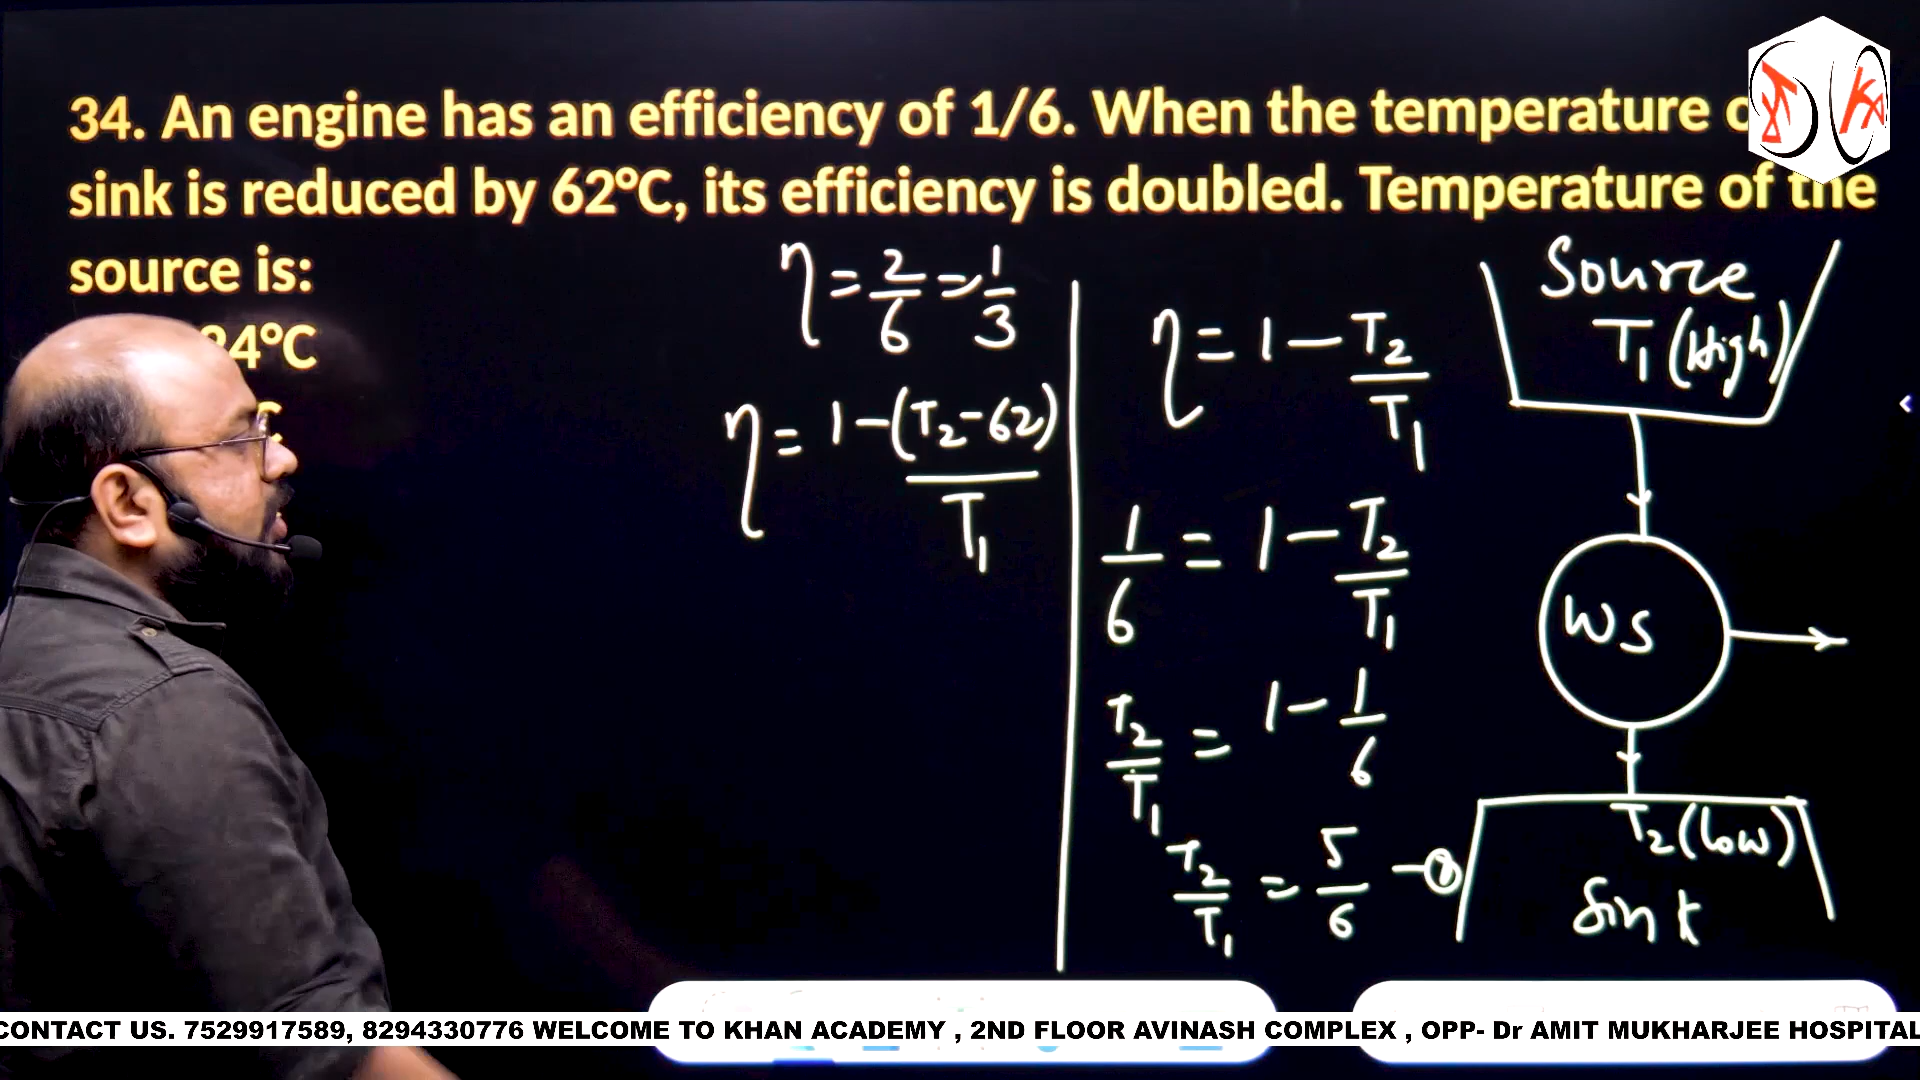 34. An engine has an efficiency of 1/6. When the temperature
sink is reduced by 62°C, its efficiency is doubled. Temperature of the
source is:
4°C
η = 2/6 = 1/3
η = 1-(T2-62)/T1
η = 1 - T2/T1
1/6 = 1 - T2/T1
T2/T1 = 1 - 1/6
T2/T1 = 5/6
Source
T1 (High)
WS
T2 (Low)
Sink
CONTACT US. 7529917589, 8294330776 WELCOME TO KHAN ACADEMY , 2ND FLOOR AVINASH COMPLEX , OPP- Dr AMIT MUKHARJEE HOSPITAL